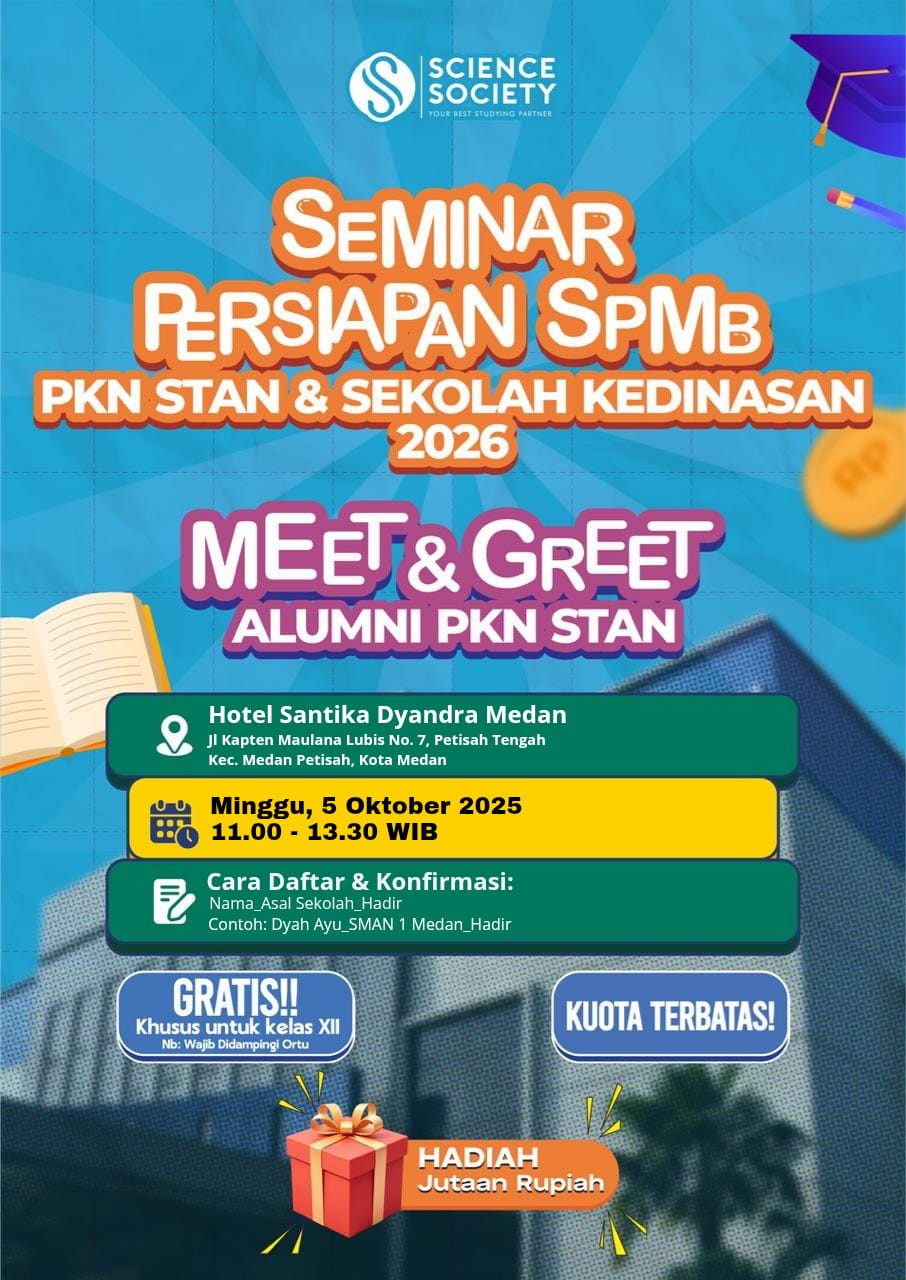 SCIENCE
SOCIETY
YOUR BEST STUDYING PARTNER
SEMINAR
PERSIAPAN SPMB
PKN STAN & SEKOLAH KEDINASAN
2026
RP
MEET & GREET
ALUMNI PKN STAN
Hotel Santika Dyandra Medan
Jl Kapten Maulana Lubis No. 7, Petisah Tengah
Kec. Medan Petisah, Kota Medan
Minggu, 5 Oktober 2025
11.00 - 13.30 WIB
Cara Daftar & Konfirmasi:
Nama_Asal Sekolah_Hadir
Contoh: Dyah Ayu_SMAN 1 Medan_Hadir
GRATIS!!
Khusus untuk kelas XII
Nb: Wajib Didampingi Ortu
KUOTA TERBATAS!
HADIAH
Jutaan Rupiah